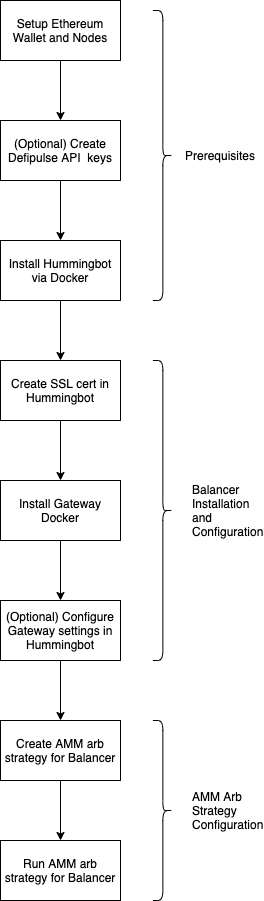 Setup Ethereum
Wallet and Nodes
(Optional) Create
Defipulse API  keys
Prerequisites
Install Hummingbot
via Docker
Create SSL cert in
Hummingbot
Install Gateway
Docker
Balancer
Installation
and
Configuration
(Optional) Configure
Gateway settings in
Hummingbot
Create AMM arb
strategy for Balancer
AMM Arb
Strategy
Configuration
Run AMM arb
strategy for Balancer